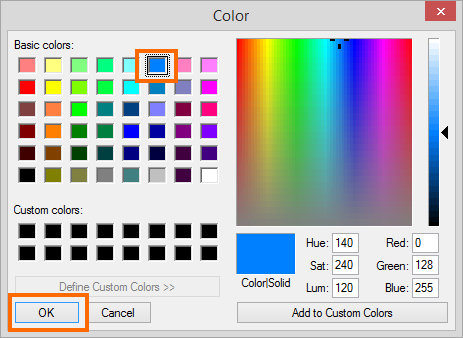 Color
Basic colors:
Custom colors:
Define Custom Colors >>
OK
Cancel
Color|Solid
Hue: 140
Sat: 240
Lum: 120
Red: 0
Green: 128
Blue: 255
Add to Custom Colors